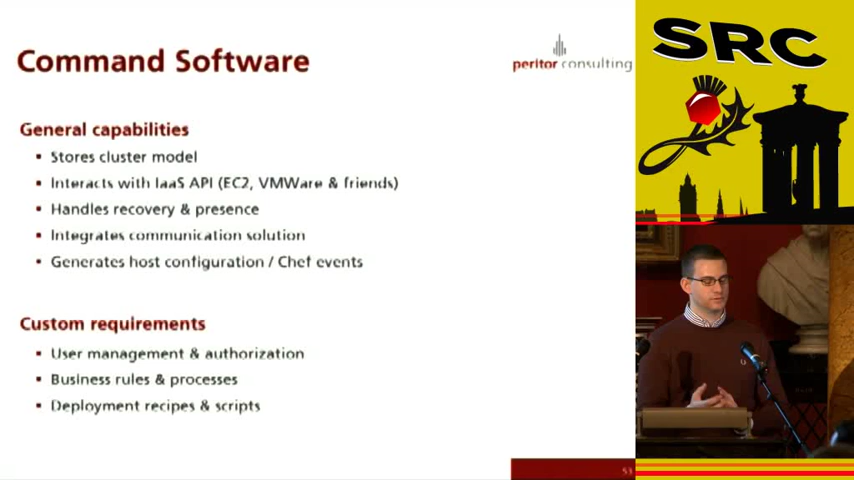 Command Software
peritor consulting
General capabilities
▪ Stores cluster model
▪ Interacts with IaaS API (EC2, VMWare & friends)
▪ Handles recovery & presence
▪ Integrates communication solution
▪ Generates host configuration / Chef events
Custom requirements
▪ User management & authorization
▪ Business rules & processes
▪ Deployment recipes & scripts
SRC